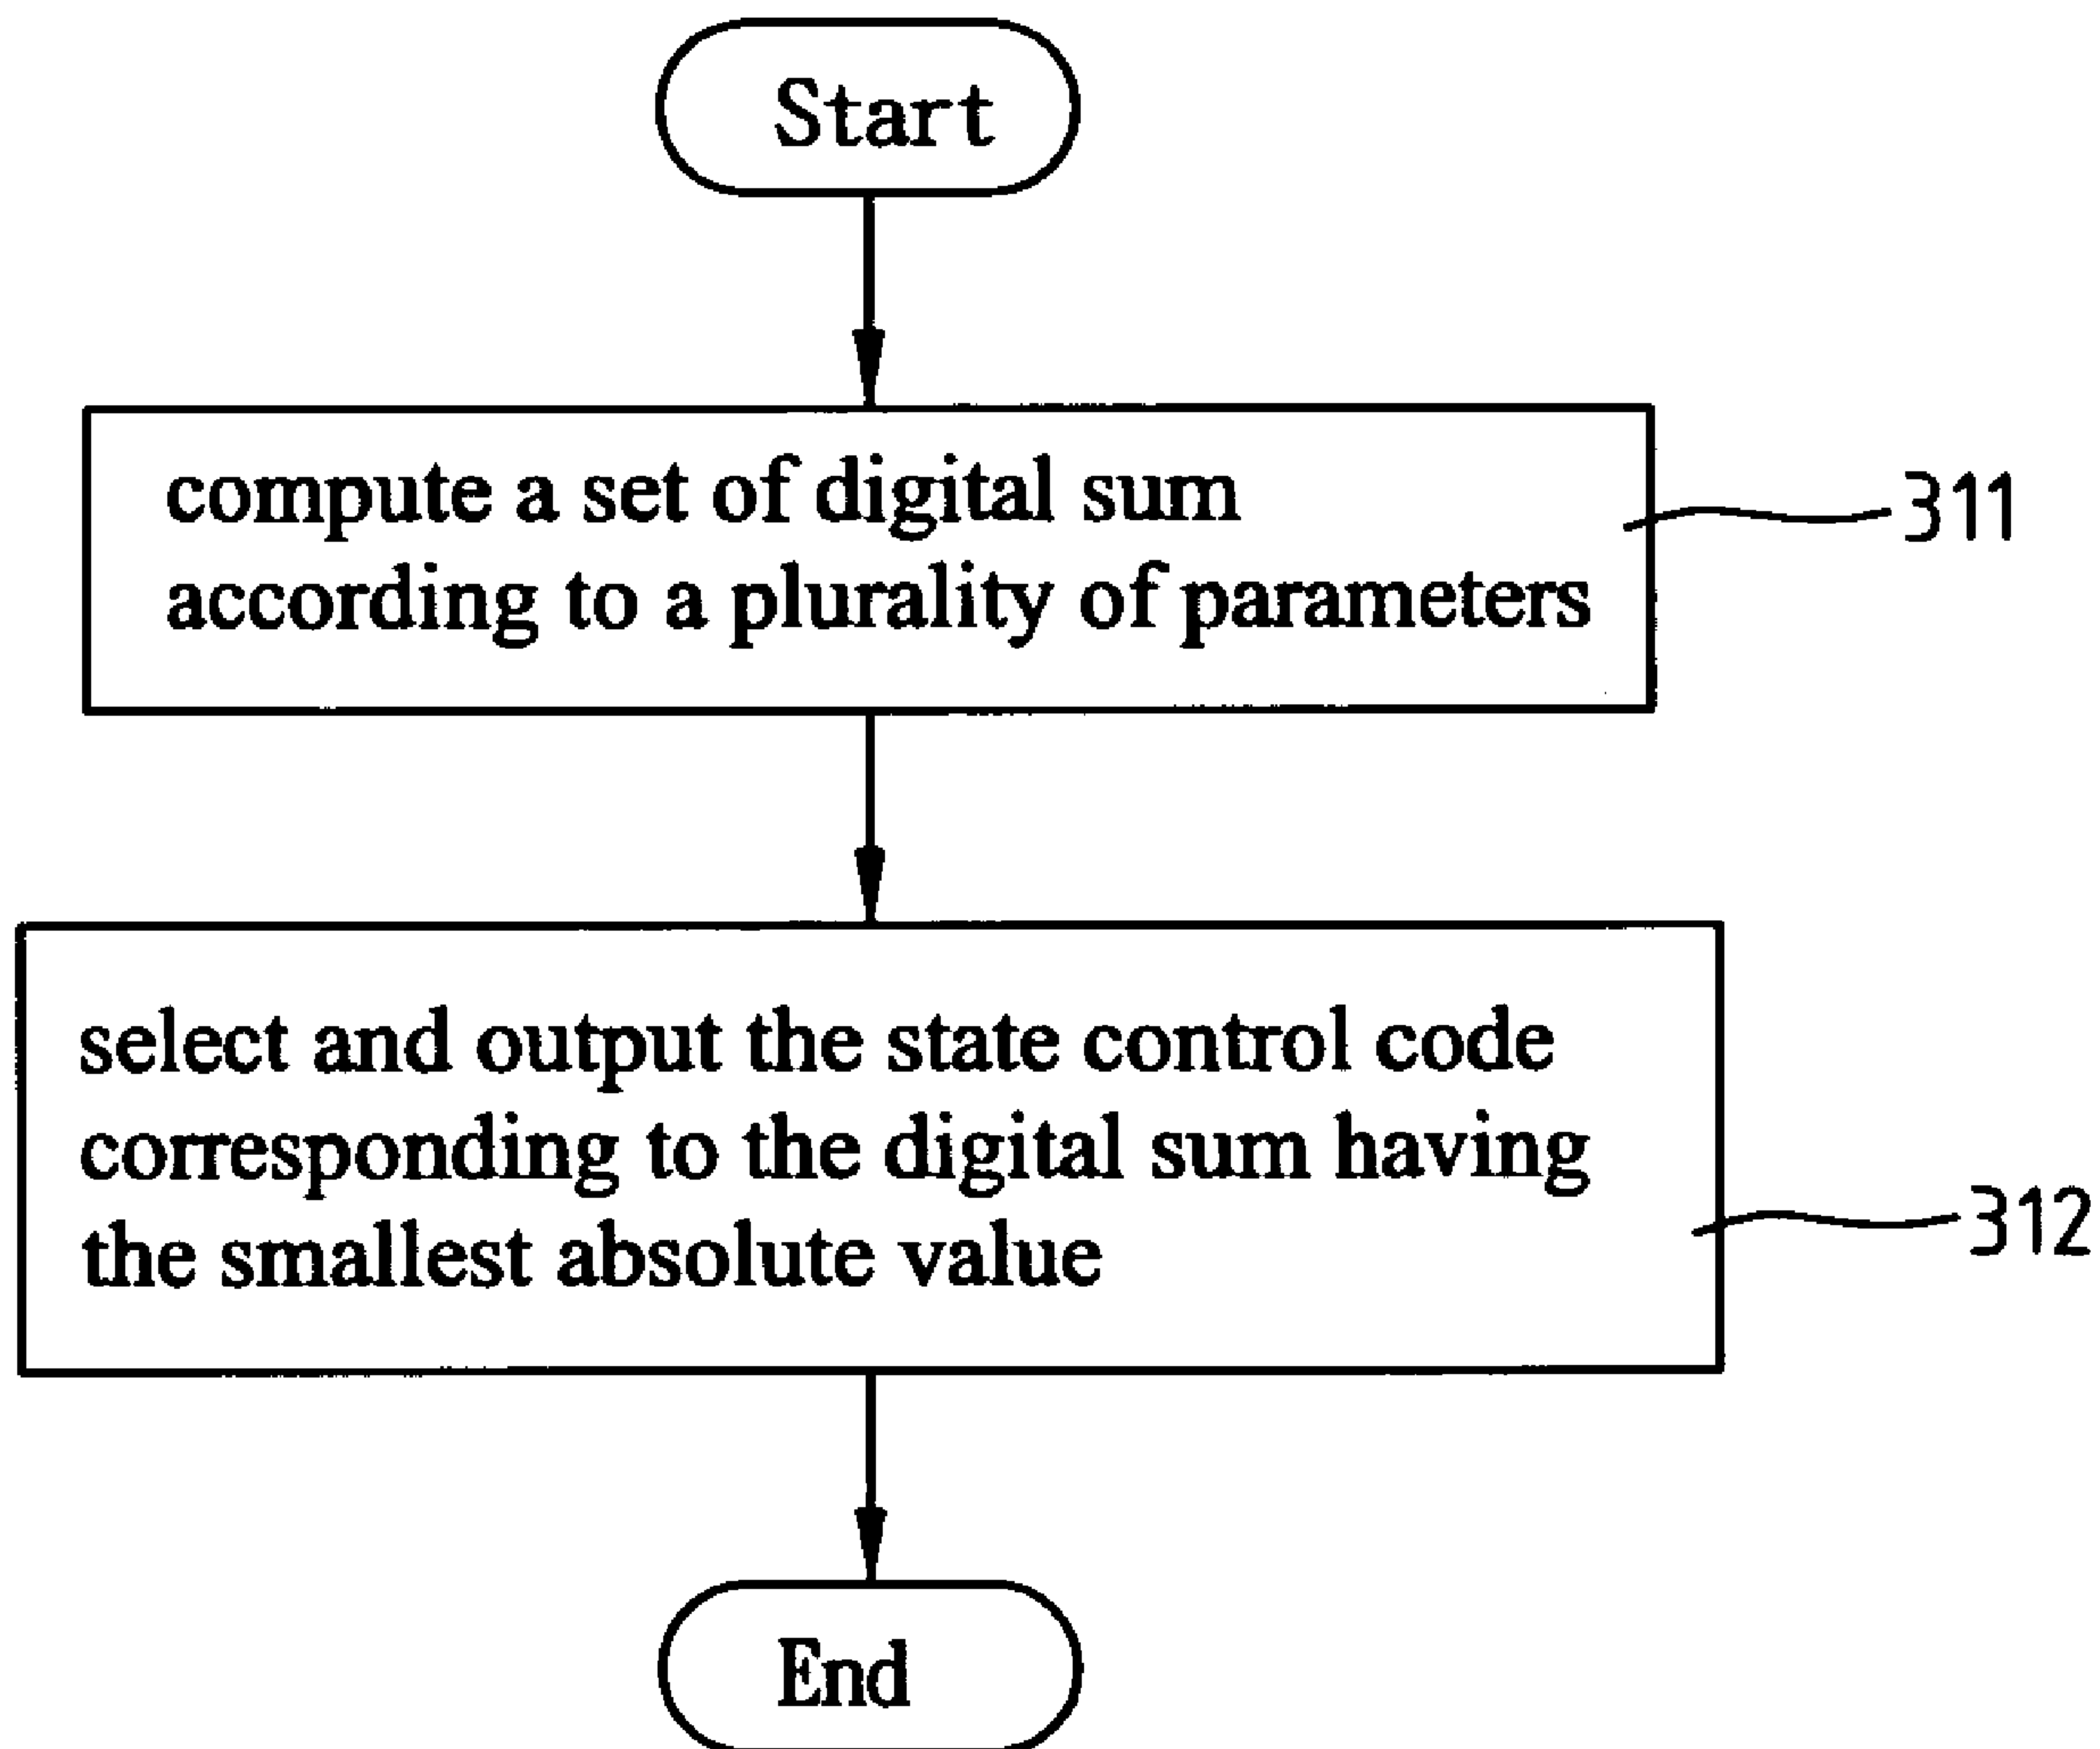 Start
compute a set of digital sum
according to a plurality of parameters
311
select and output the state control code
corresponding to the digital sum having
the smallest absolute value
312
End